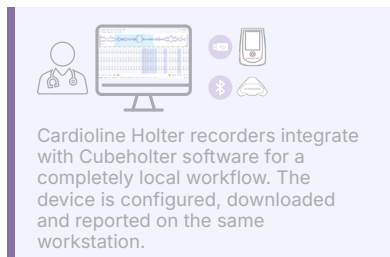 Cardioline Holter recorders integrate
with Cubeholter software for a
completely local workflow. The
device is configured, downloaded
and reported on the same
workstation.